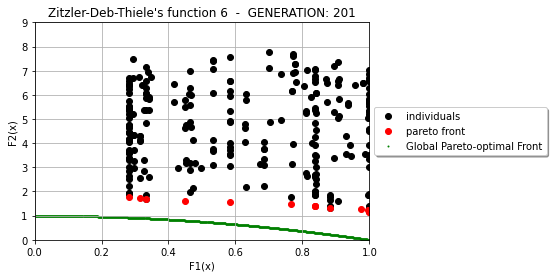 Zitzler-Deb-Thiele's function 6 - GENERATION: 201
9
8
7
6
5
4
3
2
1
0
F2(x)
0.0 0.2 0.4 0.6 0.8 1.0
F1(x)
individuals
pareto front
Global Pareto-optimal Front